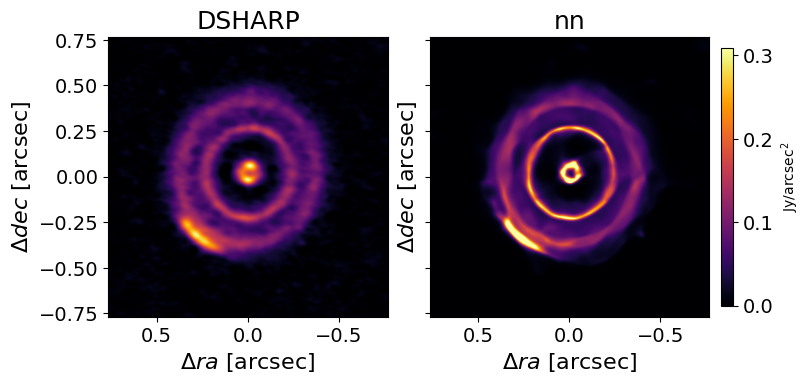 DSHARP
nn
0.75
0.50
0.25
0.00
−0.25
−0.50
−0.75
Δdec [arcsec]
0.5
0.0
−0.5
Δra [arcsec]
Δdec [arcsec]
0.5
0.0
−0.5
Δra [arcsec]
0.3
0.2
0.1
0.0
Jy/arcsec²